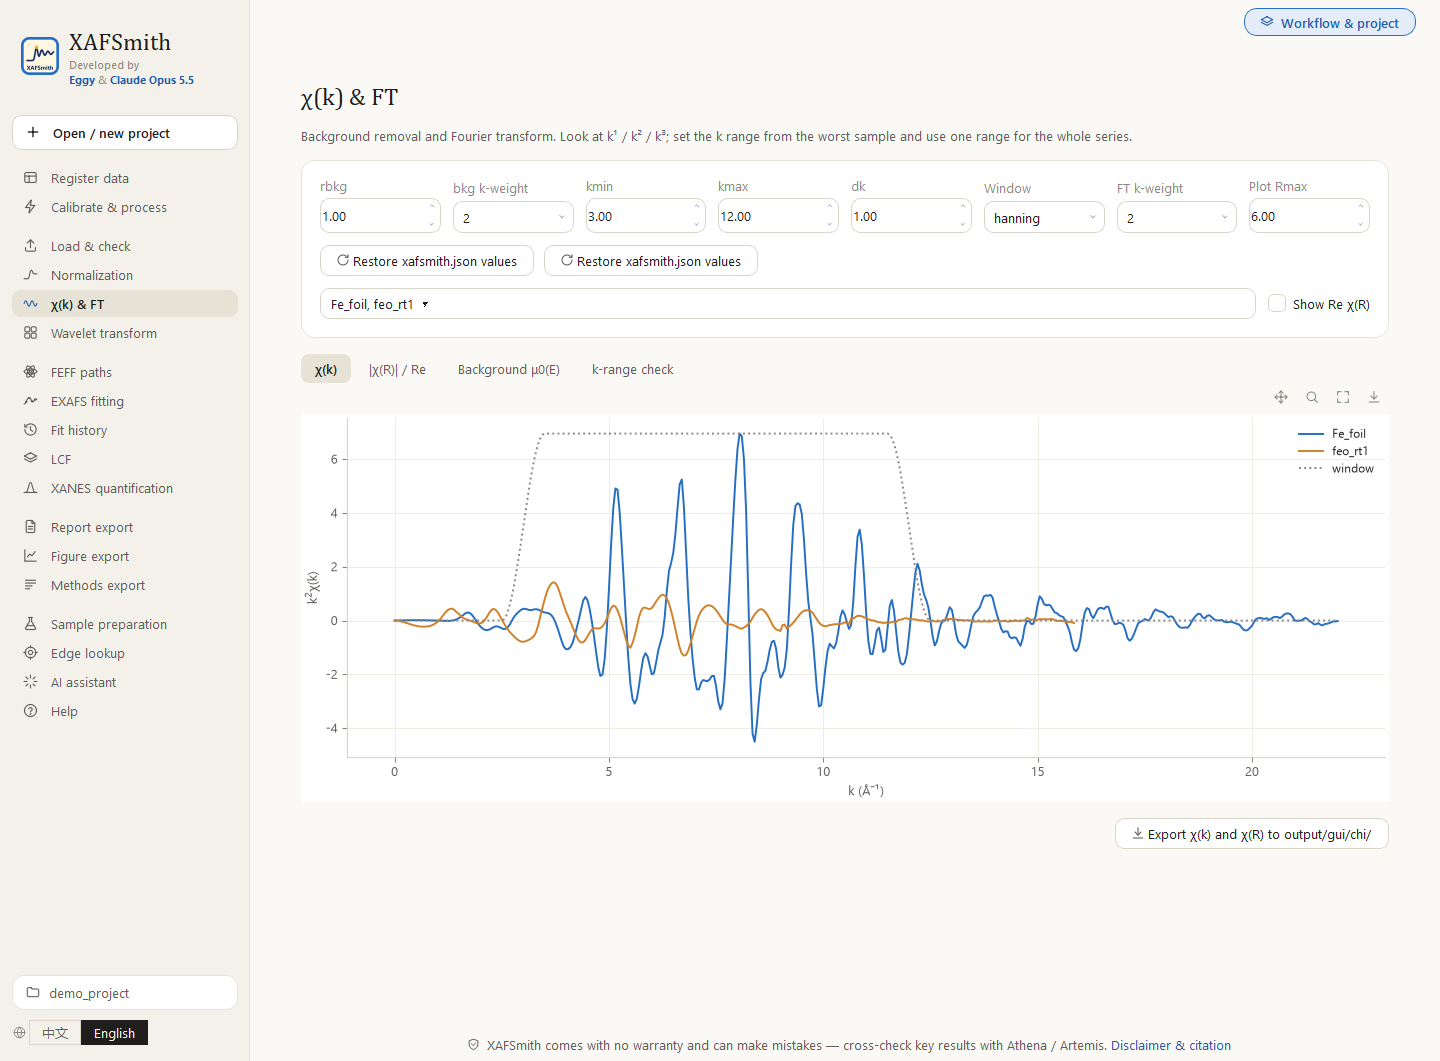 XAFSmith
Developed by
Eggy & Claude Opus 5.5
XAFSmith
Workflow & project
Open / new project
Register data
Calibrate & process
Load & check
Normalization
χ(k) & FT
Wavelet transform
FEFF paths
EXAFS fitting
Fit history
LCF
XANES quantification
Report export
Figure export
Methods export
Sample preparation
Edge lookup
AI assistant
Help
demo_project
中文 English
χ(k) & FT
Background removal and Fourier transform. Look at k¹ / k² / k³; set the k range from the worst sample and use one range for the whole series.
rbkg bkg k-weight kmin kmax dk Window FT k-weight Plot Rmax
1.00 2 3.00 12.00 1.00 hanning 2 6.00
Restore xafsmith.json values Restore xafsmith.json values
Fe_foil, feo_rt1 Show Re χ(R)
χ(k) |χ(R)| / Re Background μ0(E) k-range check
Fe_foil
feo_rt1
window
6
4
2
0
-2
-4
k²χ(k)
0 5 10 15 20
k (Å⁻¹)
Export χ(k) and χ(R) to output/gui/chi/
XAFSmith comes with no warranty and can make mistakes — cross-check key results with Athena / Artemis. Disclaimer & citation